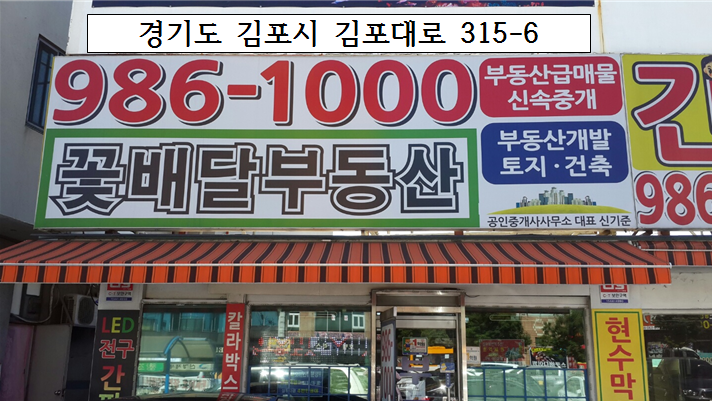 경기도 김포시 김포대로 315-6
986-1000
부동산급매물
신속중개
꽃배달부동산
부동산개발
토지·건축
공인중개사사무소 대표 신기준
긴
986
LED
전구
간판
칼라박스
현수막